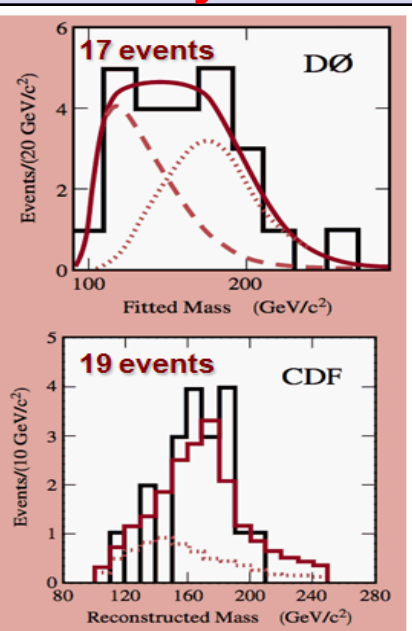 6
17 events
DØ
4
2
0
Events/(20 GeV/c²)
100
200
Fitted Mass (GeV/c²)
5
19 events
CDF
4
3
2
1
0
Events/(10 GeV/c²)
80
120
160
200
240
280
Reconstructed Mass (GeV/c²)